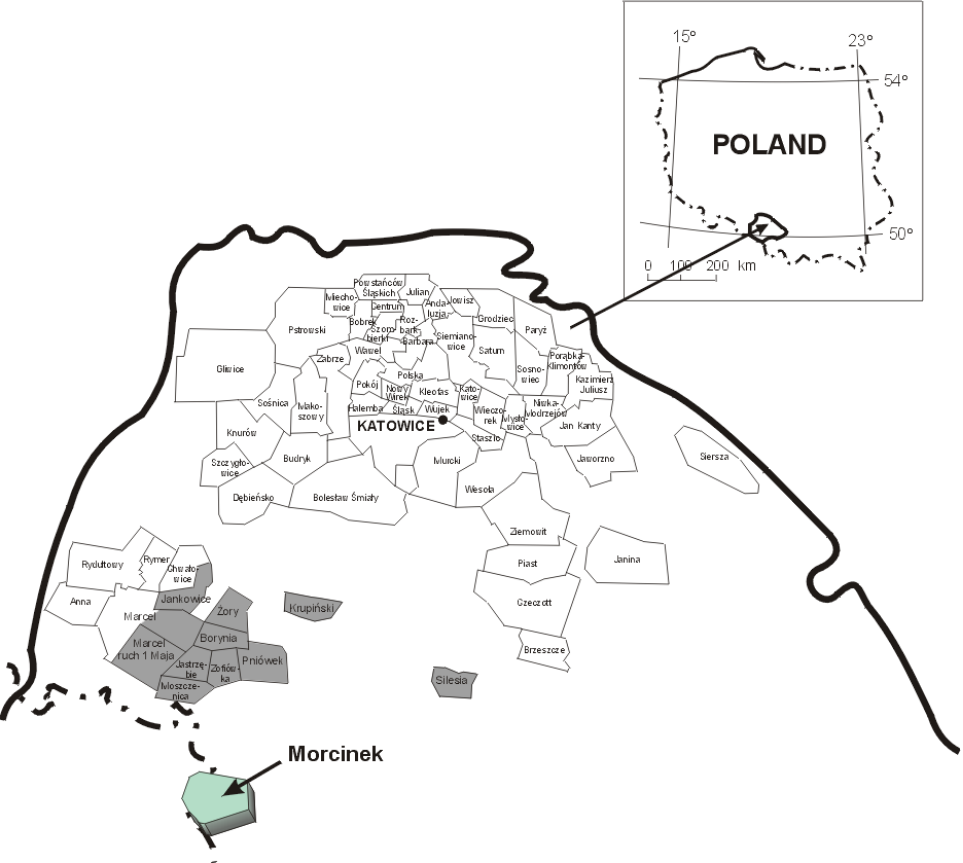 15°
23°
54°
POLAND
50°
0 100 200 km
Powstańców
Śląskich
Julian
Miecho-
wice
Centrum
Anda-
luzja
Jowisz
Bobrek
Szom-
bierki
Roz-
bark
Grodziec
Pstrowski
Barbara
Siemiano-
wice
Paryż
Zabrze
Wawel
Saturn
Porąbka-
Klimontów
Gliwice
Polska
Sosno-
wiec
Kazimierz
Juliusz
Pokój
Nowy
Wirek
Kleofas
Kato-
wice
Sośnica
Mako-
szowy
Halemba
Śląsk
Wujek
Wieczo-
rek
Mysło-
wice
Niwka-
Modrzejów
KATOWICE
Jan Kanty
Knurów
Staszic
Szczygło-
wice
Budryk
Murcki
Jaworzno
Siersza
Dębieńsko
Bolesław Śmiały
Wesoła
Ziemowit
Rydułtowy
Rymer
Chwało-
wice
Piast
Janina
Anna
Jankowice
Czeczott
Marcel
Żory
Krupiński
Borynia
Marcel
ruch 1 Maja
Brzeszcze
Jastrzę-
bie
Zofiów-
ka
Pniówek
Moszcze-
nica
Silesia
Morcinek